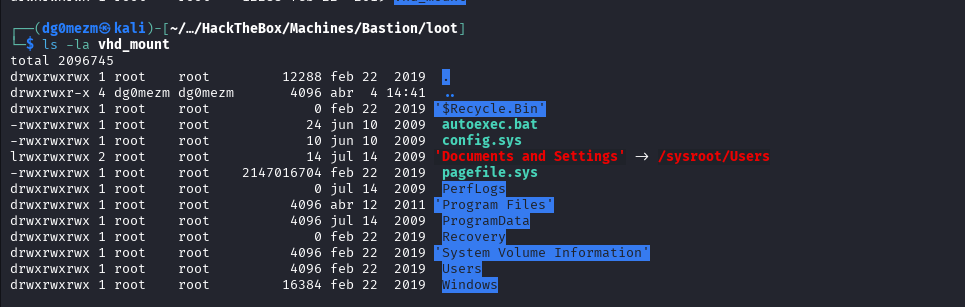 vhd_mount
┌──(dg0mezm㉿kali)-[~/…/HackTheBox/Machines/Bastion/loot]
└─$ ls -la vhd_mount
total 2096745
drwxrwxrwx 1 root    root         12288 feb 22  2019 .
drwxrwxr-x 4 dg0mezm dg0mezm       4096 abr  4 14:41 ..
drwxrwxrwx 1 root    root             0 feb 22  2019 '$Recycle.Bin'
-rwxrwxrwx 1 root    root            24 jun 10  2009 autoexec.bat
-rwxrwxrwx 1 root    root            10 jun 10  2009 config.sys
lrwxrwxrwx 2 root    root            14 jul 14  2009 'Documents and Settings' -> /sysroot/Users
-rwxrwxrwx 1 root    root    2147016704 feb 22  2019 pagefile.sys
drwxrwxrwx 1 root    root             0 jul 14  2009 PerfLogs
drwxrwxrwx 1 root    root          4096 abr 12  2011 'Program Files'
drwxrwxrwx 1 root    root          4096 jul 14  2009 ProgramData
drwxrwxrwx 1 root    root             0 feb 22  2019 Recovery
drwxrwxrwx 1 root    root          4096 feb 22  2019 'System Volume Information'
drwxrwxrwx 1 root    root          4096 feb 22  2019 Users
drwxrwxrwx 1 root    root         16384 feb 22  2019 Windows